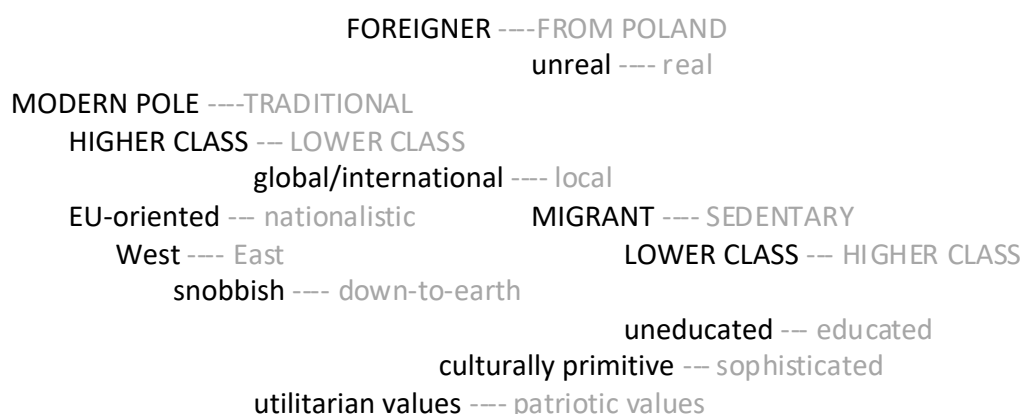 FOREIGNER ----FROM POLAND
unreal ---- real
MODERN POLE ----TRADITIONAL
HIGHER CLASS --- LOWER CLASS
global/international ---- local
EU-oriented --- nationalistic MIGRANT ---- SEDENTARY
West ---- East LOWER CLASS --- HIGHER CLASS
snobbish ---- down-to-earth
uneducated --- educated
culturally primitive --- sophisticated
utilitarian values ---- patriotic values